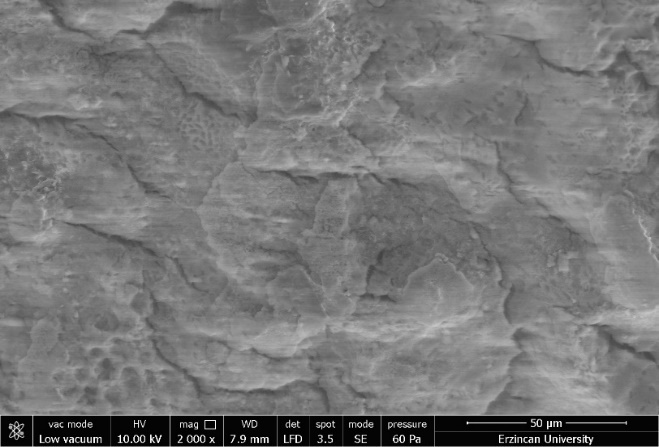 vac mode HV mag WD det spot mode pressure 50 µm
Low vacuum 10.00 kV 2 000 x 7.9 mm LFD 3.5 SE 60 Pa Erzincan University